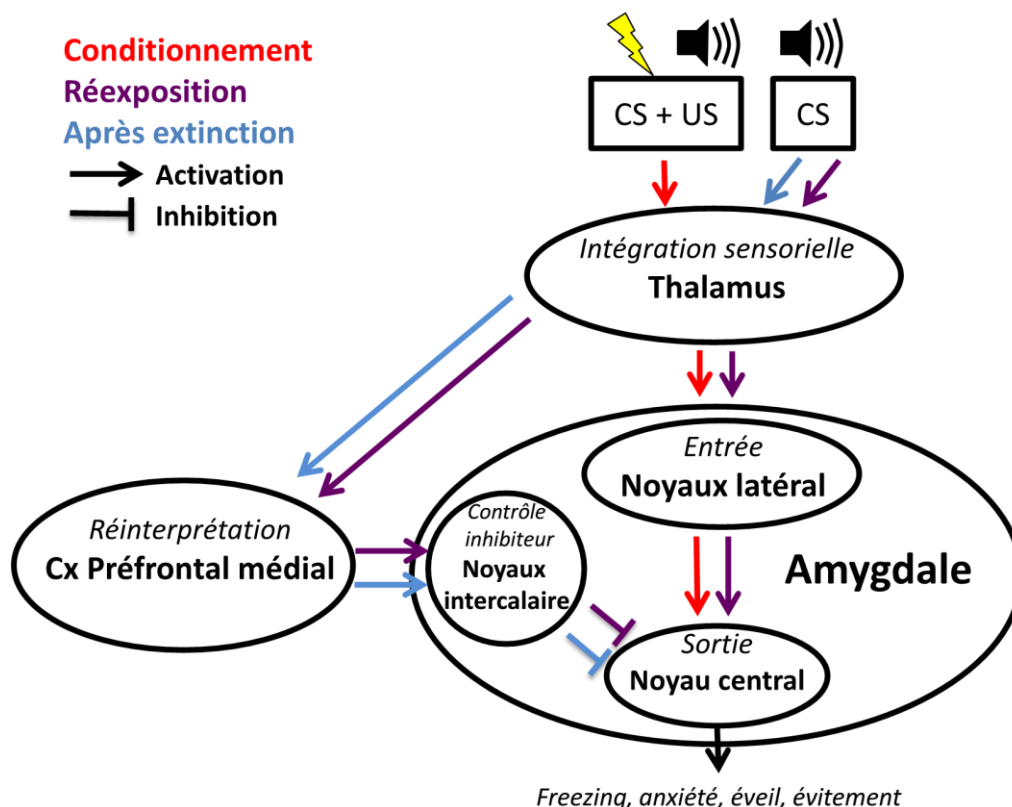 Conditionnement
Réexposition
Après extinction
Activation
Inhibition
CS + US
CS
Intégration sensorielle
Thalamus
Entrée
Noyaux latéral
Réinterprétation
Cx Préfrontal médial
Contrôle
inhibiteur
Noyaux
intercalaire
Amygdale
Sortie
Noyau central
Freezing, anxiété, éveil, évitement